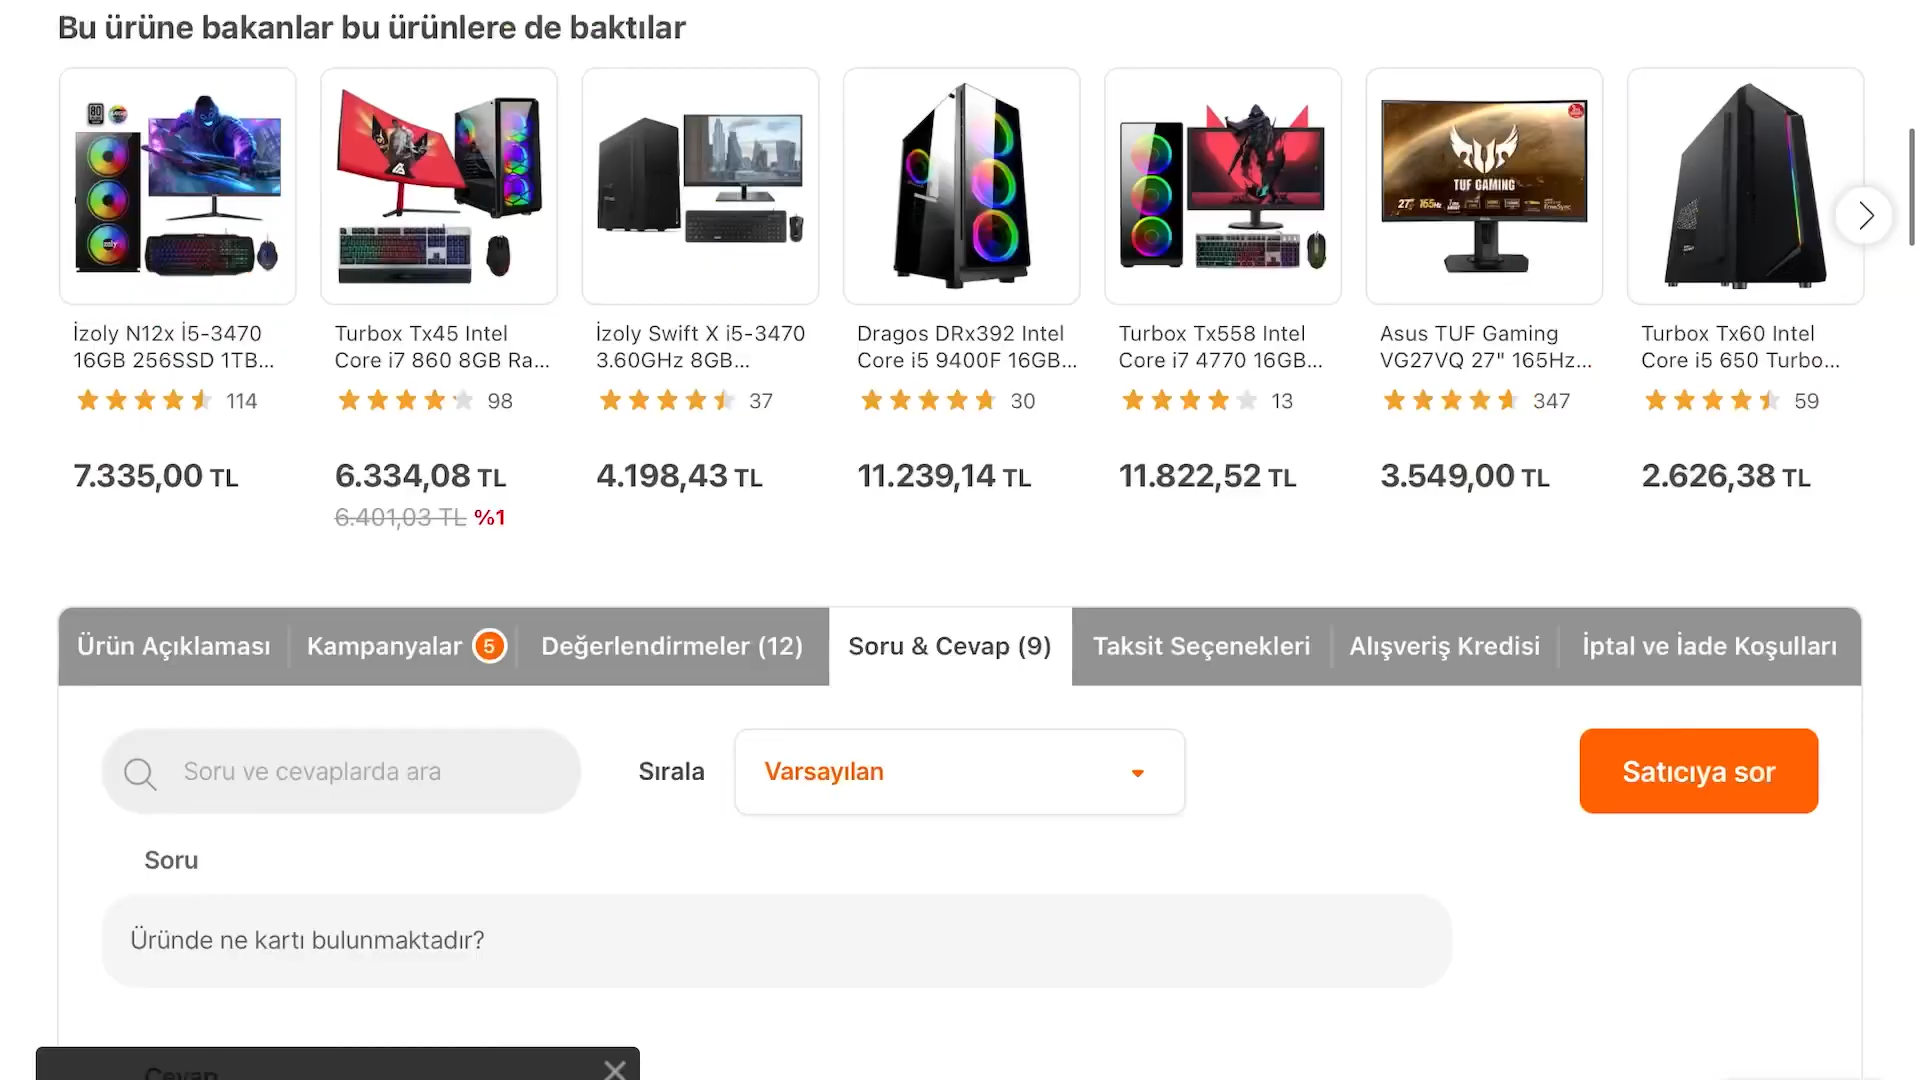 Bu ürüne bakanlar bu ürünlere de baktılar
80
izoly
TUF GAMING
27" 165Hz
İzoly N12x İ5-3470
16GB 256SSD 1TB...
114
7.335,00 TL
Turbox Tx45 Intel
Core i7 860 8GB Ra...
98
6.334,08 TL
6.401,03 TL %1
İzoly Swift X i5-3470
3.60GHz 8GB...
37
4.198,43 TL
Dragos DRx392 Intel
Core i5 9400F 16GB...
30
11.239,14 TL
Turbox Tx558 Intel
Core i7 4770 16GB...
13
11.822,52 TL
Asus TUF Gaming
VG27VQ 27" 165Hz...
347
3.549,00 TL
Turbox Tx60 Intel
Core i5 650 Turbo...
59
2.626,38 TL
Ürün Açıklaması
Kampanyalar 5
Değerlendirmeler (12)
Soru & Cevap (9)
Taksit Seçenekleri
Alışveriş Kredisi
İptal ve İade Koşulları
Soru ve cevaplarda ara
Sırala
Varsayılan
Satıcıya sor
Soru
Üründe ne kartı bulunmaktadır?
Cevap